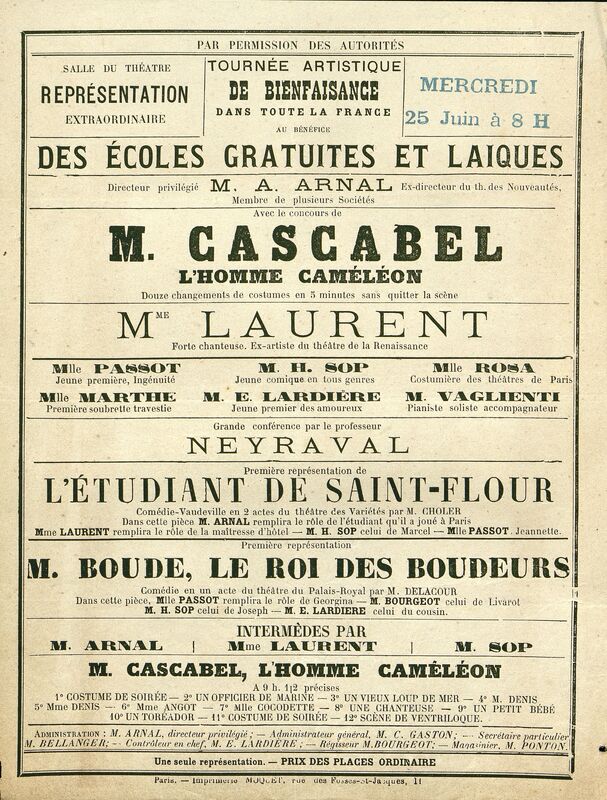 PAR PERMISSION DES AUTORITÉS
SALLE DU THÉATRE
REPRÉSENTATION
EXTRAORDINAIRE
TOURNÉE ARTISTIQUE
DE BIENFAISANCE
DANS TOUTE LA FRANCE
AU BÉNÉFICE
MERCREDI
25 Juin à 8 H
DES ÉCOLES GRATUITES ET LAIQUES
Directeur privilégié M. A. ARNAL Ex-directeur du th. des Nouveautés,
Membre de plusieurs Sociétés
Avec le concours de
M. CASCABEL
L'HOMME CAMÉLÉON
Douze changements de costumes en 5 minutes sans quitter la scène
MME LAURENT
Forte chanteuse. Ex-artiste du théâtre de la Renaissance
Mlle PASSOT
Jeune première, Ingénuité
M. H. SOP
Jeune comique en tous genres
Mlle ROSA
Costumière des théâtres de Paris
Mlle MARTHE
Première soubrette travestie
M. E. LARDIÈRE
Jeune premier des amoureux
M. VAGLIENTI
Pianiste soliste accompagnateur
Grande conférence par le professeur
NEYRAVAL
Première représentation de
L'ÉTUDIANT DE SAINT-FLOUR
Comédie-Vaudeville en 2 actes du théâtre des Variétés par M. CHOLER
Dans cette pièce M. ARNAL remplira le rôle de l'étudiant qu'il a joué à Paris
Mme LAURENT remplira le rôle de la maîtresse d'hôtel — M. H. SOP celui de Marcel — Mlle PASSOT Jeannette.
Première représentation
M. BOUDE, LE ROI DES BOUDEURS
Comédie en un acte du théâtre du Palais-Royal par M. DELACOUR
Dans cette pièce, Mlle PASSOT remplira le rôle de Georgina — M. BOURGEOT celui de Livarot
M. H. SOP celui de Joseph — M. E. LARDIERE celui du cousin.
INTERMÈDES PAR
M. ARNAL | Mme LAURENT | M. SOP
M. CASCABEL, L'HOMME CAMÉLÉON
A 9 h. 1|2 précises
1° COSTUME DE SOIRÉE — 2° UN OFFICIER DE MARINE — 3° UN VIEUX LOUP DE MER — 4° M. DENIS
5° Mme DENIS — 6° Mme ANGOT — 7° Mlle COCODETTE — 8° UNE CHANTEUSE — 9° UN PETIT BÉBÉ
10° UN TORÉADOR — 11° COSTUME DE SOIRÉE — 12° SCÈNE DE VENTRILOQUE.
ADMINISTRATION : M. ARNAL, directeur privilégié ; — Administrateur général, M. C. GASTON ; — Secrétaire particulier
M. BELLANGER ; — Contrôleur en chef, M. E. LARDIÈRE ; — Régisseur M. BOURGEOT ; — Magasinier, M. PONTON.
Une seule représentation. — PRIX DES PLACES ORDINAIRE
Paris. — Imprimerie MOQUET, rue des Fossés-St-Jacques, 11